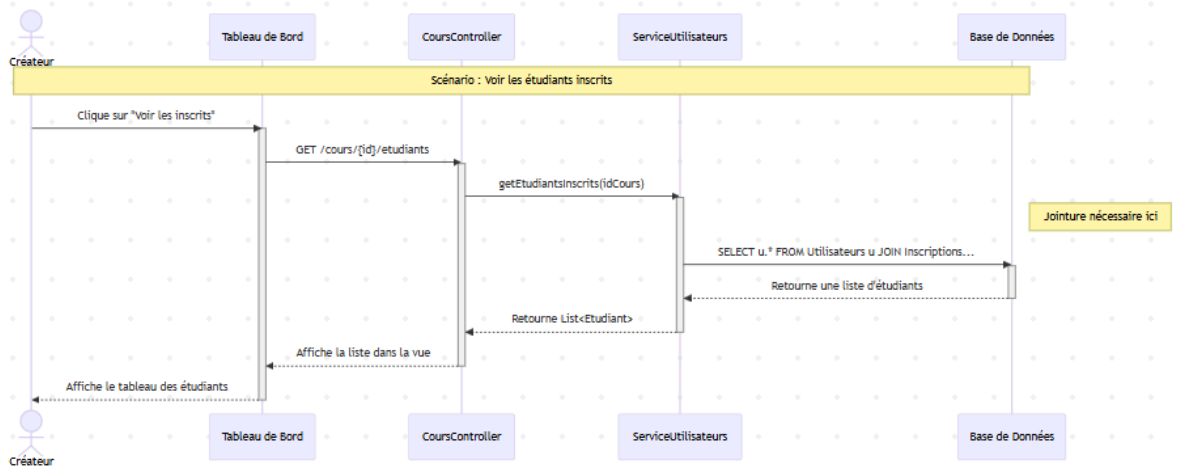 Tableau de Bord
CoursController
ServiceUtilisateurs
Base de Données
Créateur
Scénario : Voir les étudiants inscrits
Clique sur "Voir les inscrits"
GET /cours/{id}/etudiants
getEtudiantsInscrits(idCours)
Jointure nécessaire ici
SELECT u.* FROM Utilisateurs u JOIN Inscriptions...
Retourne une liste d'étudiants
Retourne List<Etudiant>
Affiche la liste dans la vue
Affiche le tableau des étudiants
Tableau de Bord
CoursController
ServiceUtilisateurs
Base de Données
Créateur